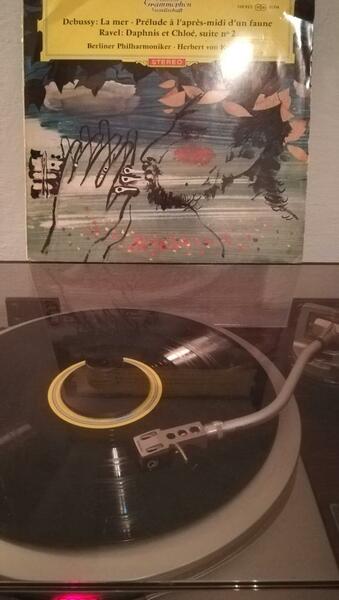 Grammophon
Gesellschaft
Debussy: La mer · Prélude à l'après-midi d'un faune
Ravel: Daphnis et Chloé, suite nº 2
Berliner Philharmoniker · Herbert von
STEREO